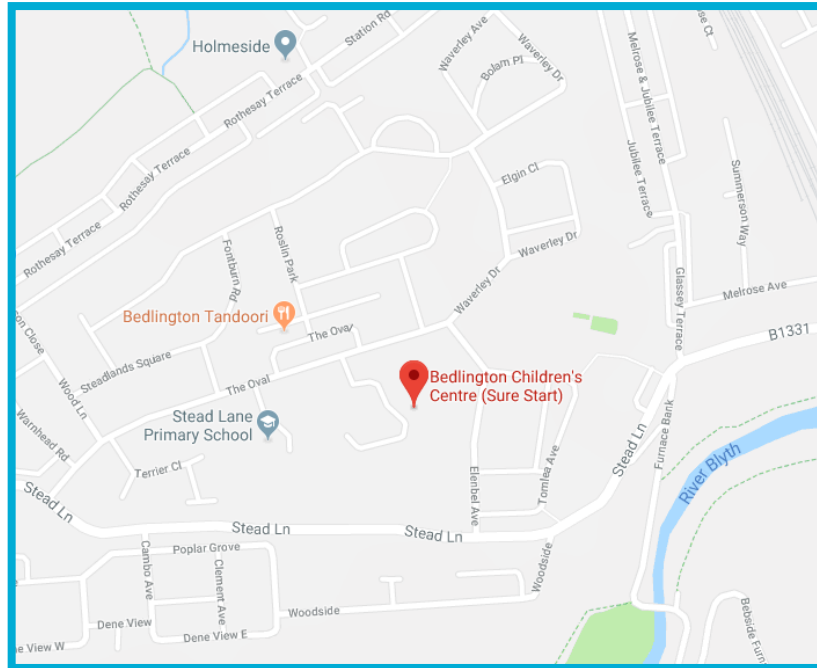 Holmeside
Station Rd
Waverley Ave
Waverley Dr
Bolam Pl
Rothesay Terrace
Rothesay Terrace
Rothesay Terrace
Melrose & Jubilee Terrace
Jubilee Terrace
Summerson Way
Elgin Cl
Waverley Dr
Roslin Park
Fontburn Rd
Glassey Terrace
Melrose Ave
Waverley Dr
Bedlington Tandoori
The Oval
B1331
Steadlands Square
The Oval
Bedlington Children's
Centre (Sure Start)
Wood Ln
Warnhead Rd
Stead Lane
Primary School
Terrier Cl
Elenbel Ave
Tomlea Ave
Stead Ln
Furnace Bank
River Blyth
Stead Ln
Stead Ln
Stead Ln
Poplar Grove
Cambo Ave
Clement Ave
Woodside
Woodside
Dene View
Dene View E
Dene View W